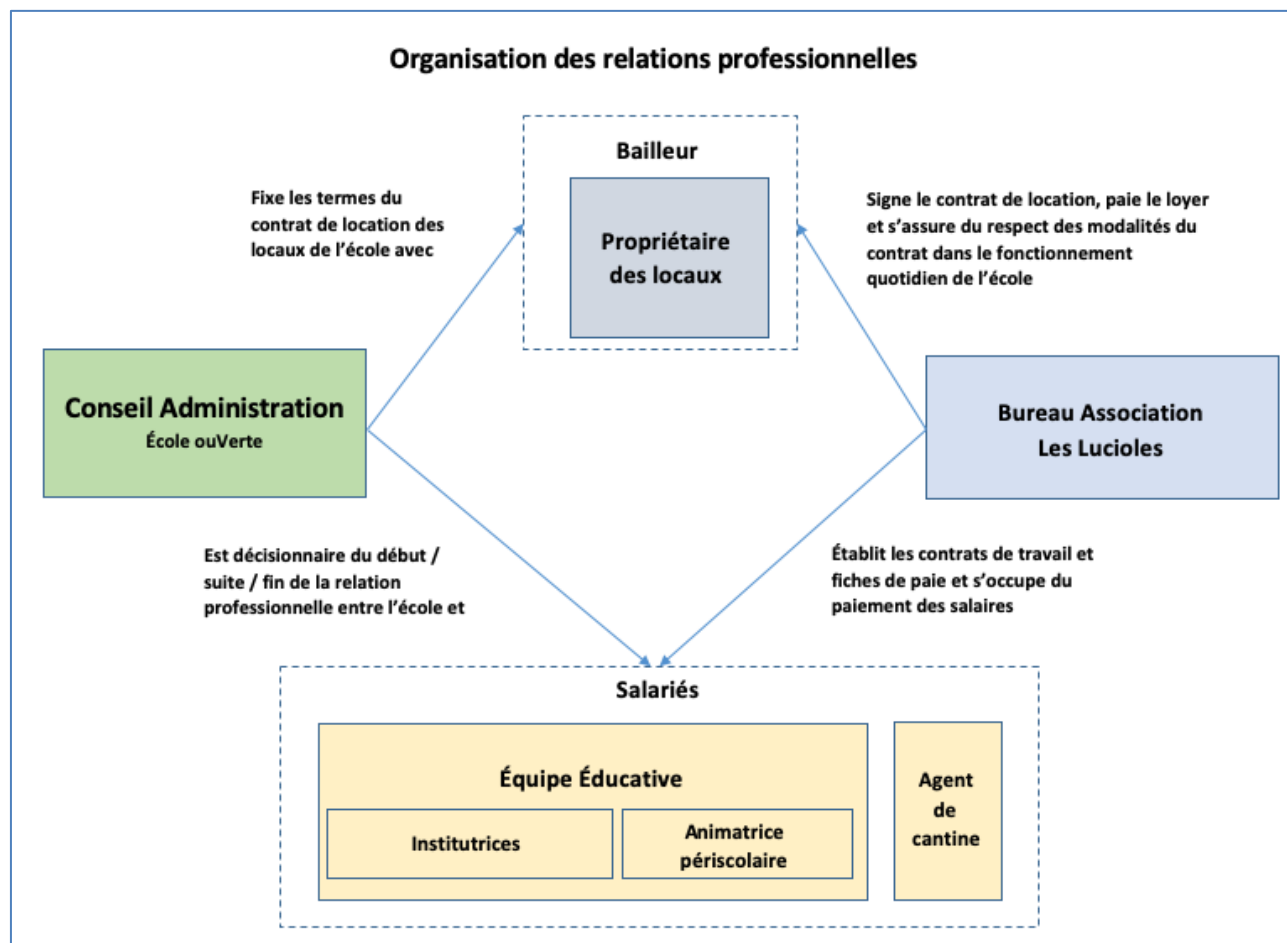 Organisation des relations professionnelles
Bailleur
Propriétaire
des locaux
Fixe les termes du
contrat de location des
locaux de l'école avec
Signe le contrat de location, paie le loyer
et s'assure du respect des modalités du
contrat dans le fonctionnement
quotidien de l'école
Conseil Administration
École ouVerte
Bureau Association
Les Lucioles
Est décisionnaire du début /
suite / fin de la relation
professionnelle entre l'école et
Établit les contrats de travail et
fiches de paie et s'occupe du
paiement des salaires
Salariés
Équipe Éducative
Institutrices
Animatrice
périscolaire
Agent
de
cantine